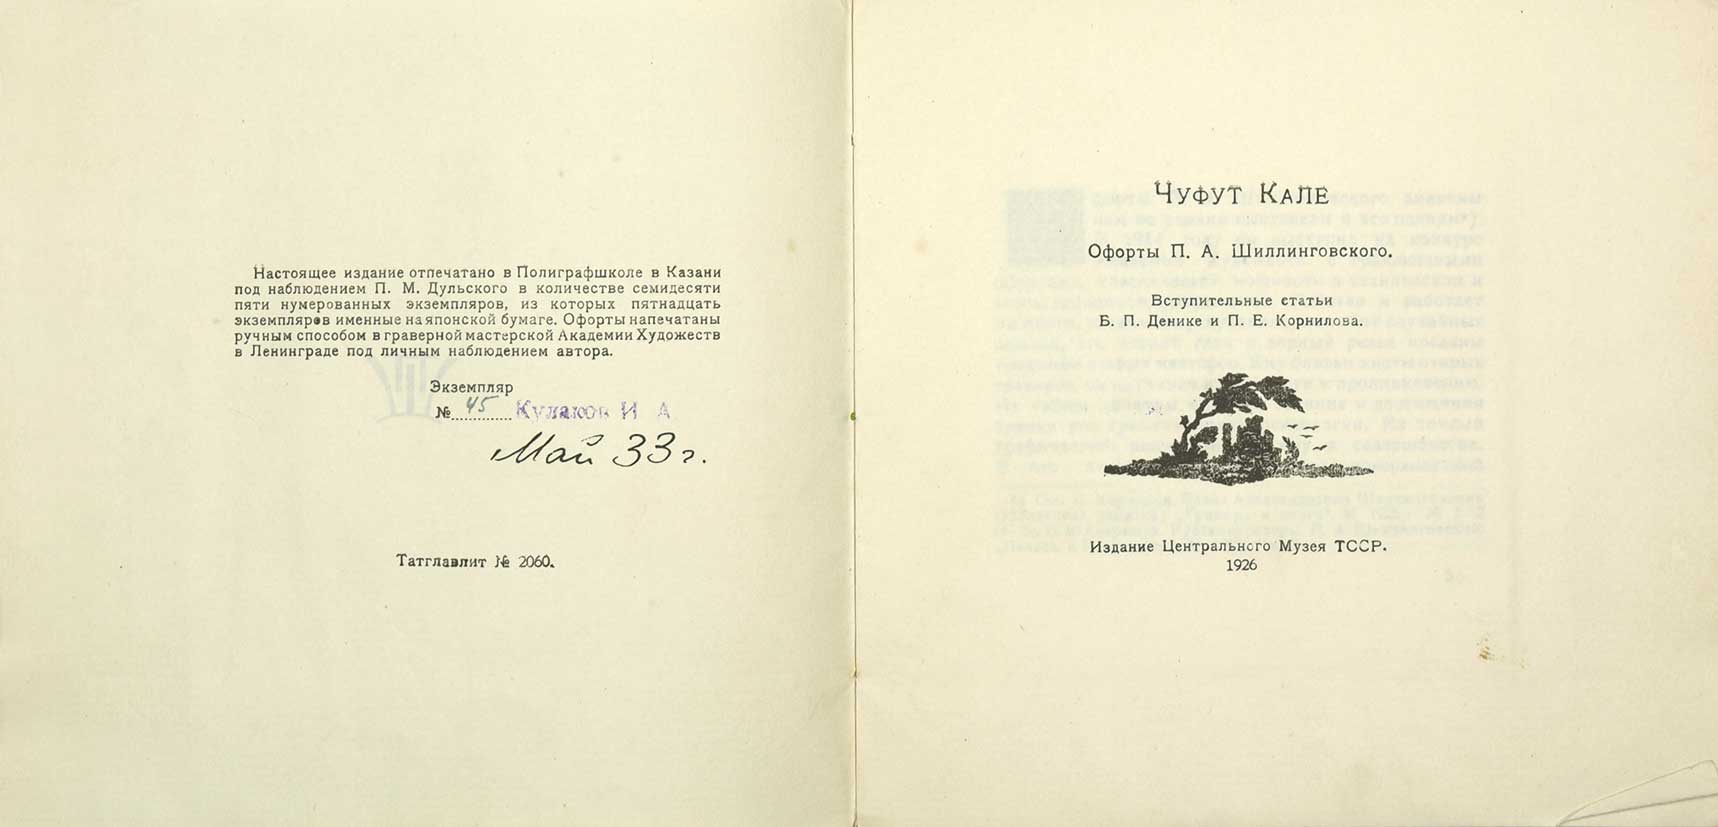 Настоящее издание отпечатано в Полиграфшколе в Казани
под наблюдением П. М. Дульского в количестве семидесяти
пяти нумерованных экземпляров, из которых пятнадцать
экземпляров именные на японской бумаге. Офорты напечатаны
ручным способом в граверной мастерской Академии Художеств
в Ленинграде под личным наблюдением автора.
Экземпляр
№ 45 Кулаков И А
Май 33 г.
Татглавлит № 2060.
Чуфут Кале
Офорты П. А. Шиллинговского.
Вступительные статьи
Б. П. Денике и П. Е. Корнилова.
Издание Центрального Музея ТССР.
1926